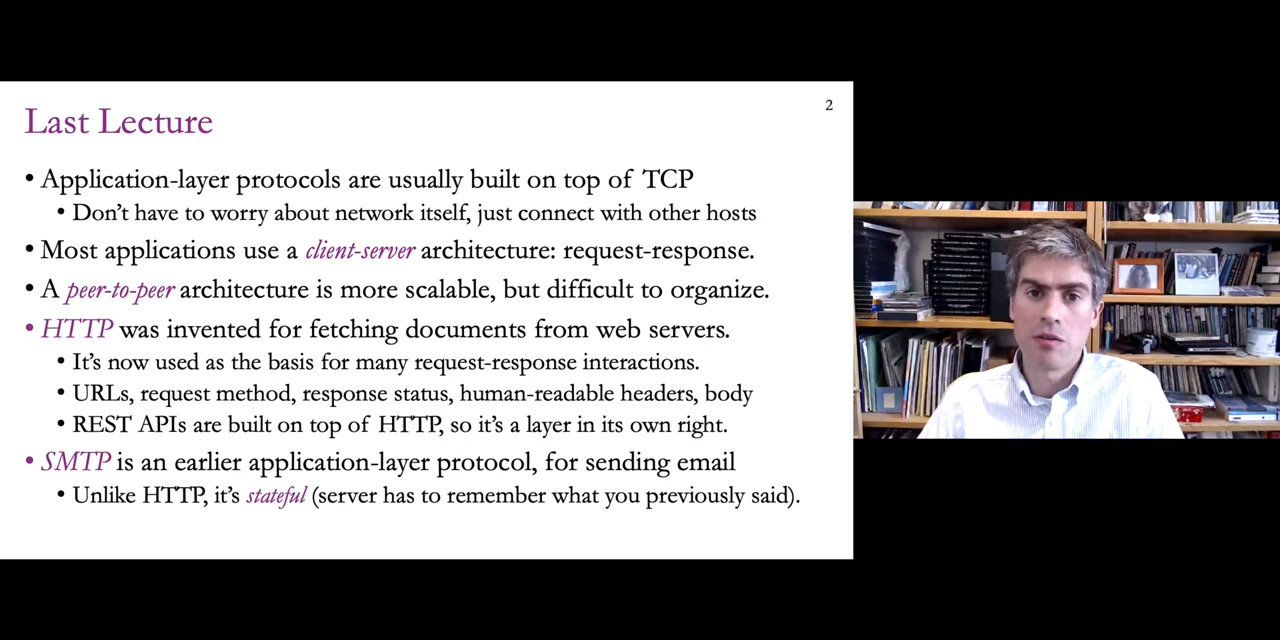 2
Last Lecture
• Application-layer protocols are usually built on top of TCP
• Don’t have to worry about network itself, just connect with other hosts
• Most applications use a client-server architecture: request-response.
• A peer-to-peer architecture is more scalable, but difficult to organize.
• HTTP was invented for fetching documents from web servers.
• It’s now used as the basis for many request-response interactions.
• URLs, request method, response status, human-readable headers, body
• REST APIs are built on top of HTTP, so it’s a layer in its own right.
• SMTP is an earlier application-layer protocol, for sending email
• Unlike HTTP, it’s stateful (server has to remember what you previously said).